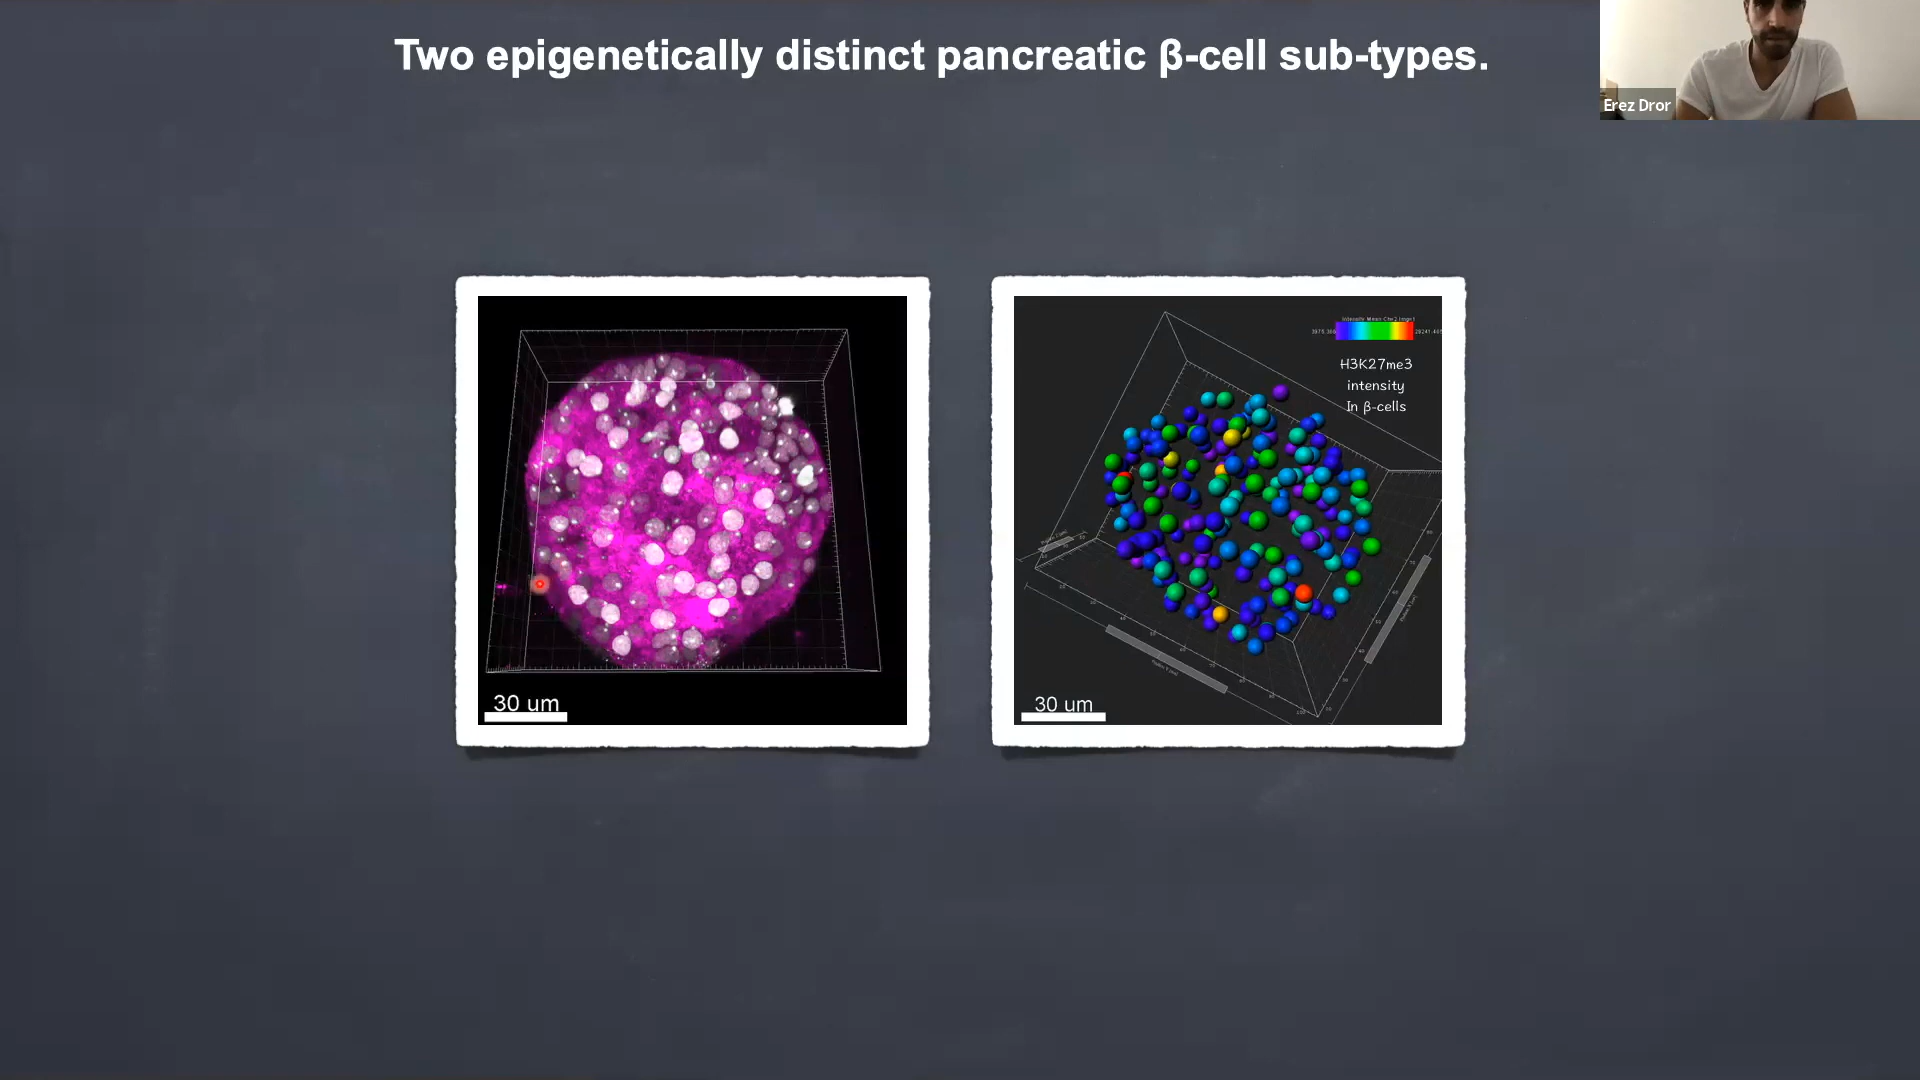 Two epigenetically distinct pancreatic β-cell sub-types.
Erez Dror
H3K27me3
intensity
In β-cells
30 um
30 um